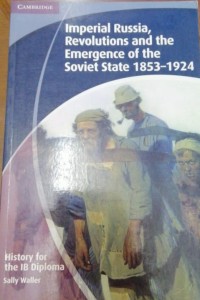 CAMBRIDGE
Imperial Russia,
Revolutions and the
Emergence of the
Soviet State 1853–1924
History for
the IB Diploma
Sally Waller